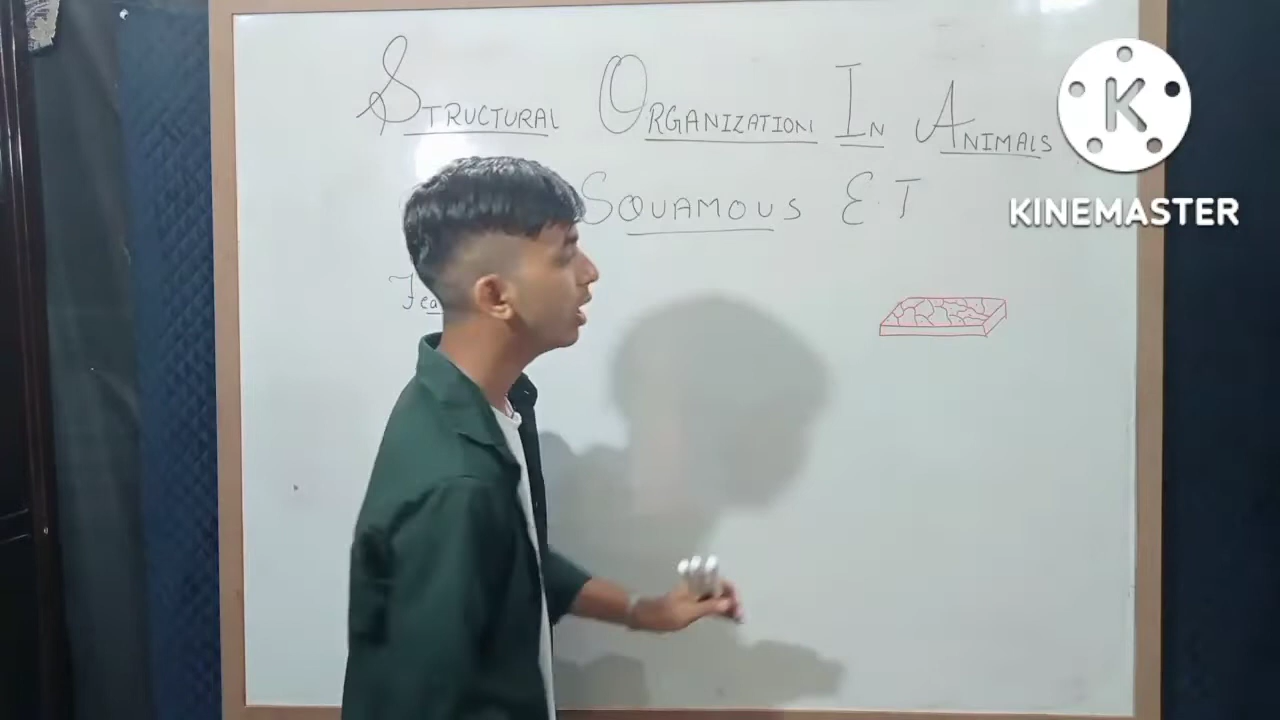 STRUCTURAL ORGANIZATION IN ANIMALS
SQUAMOUS E.T
K
KINEMASTER